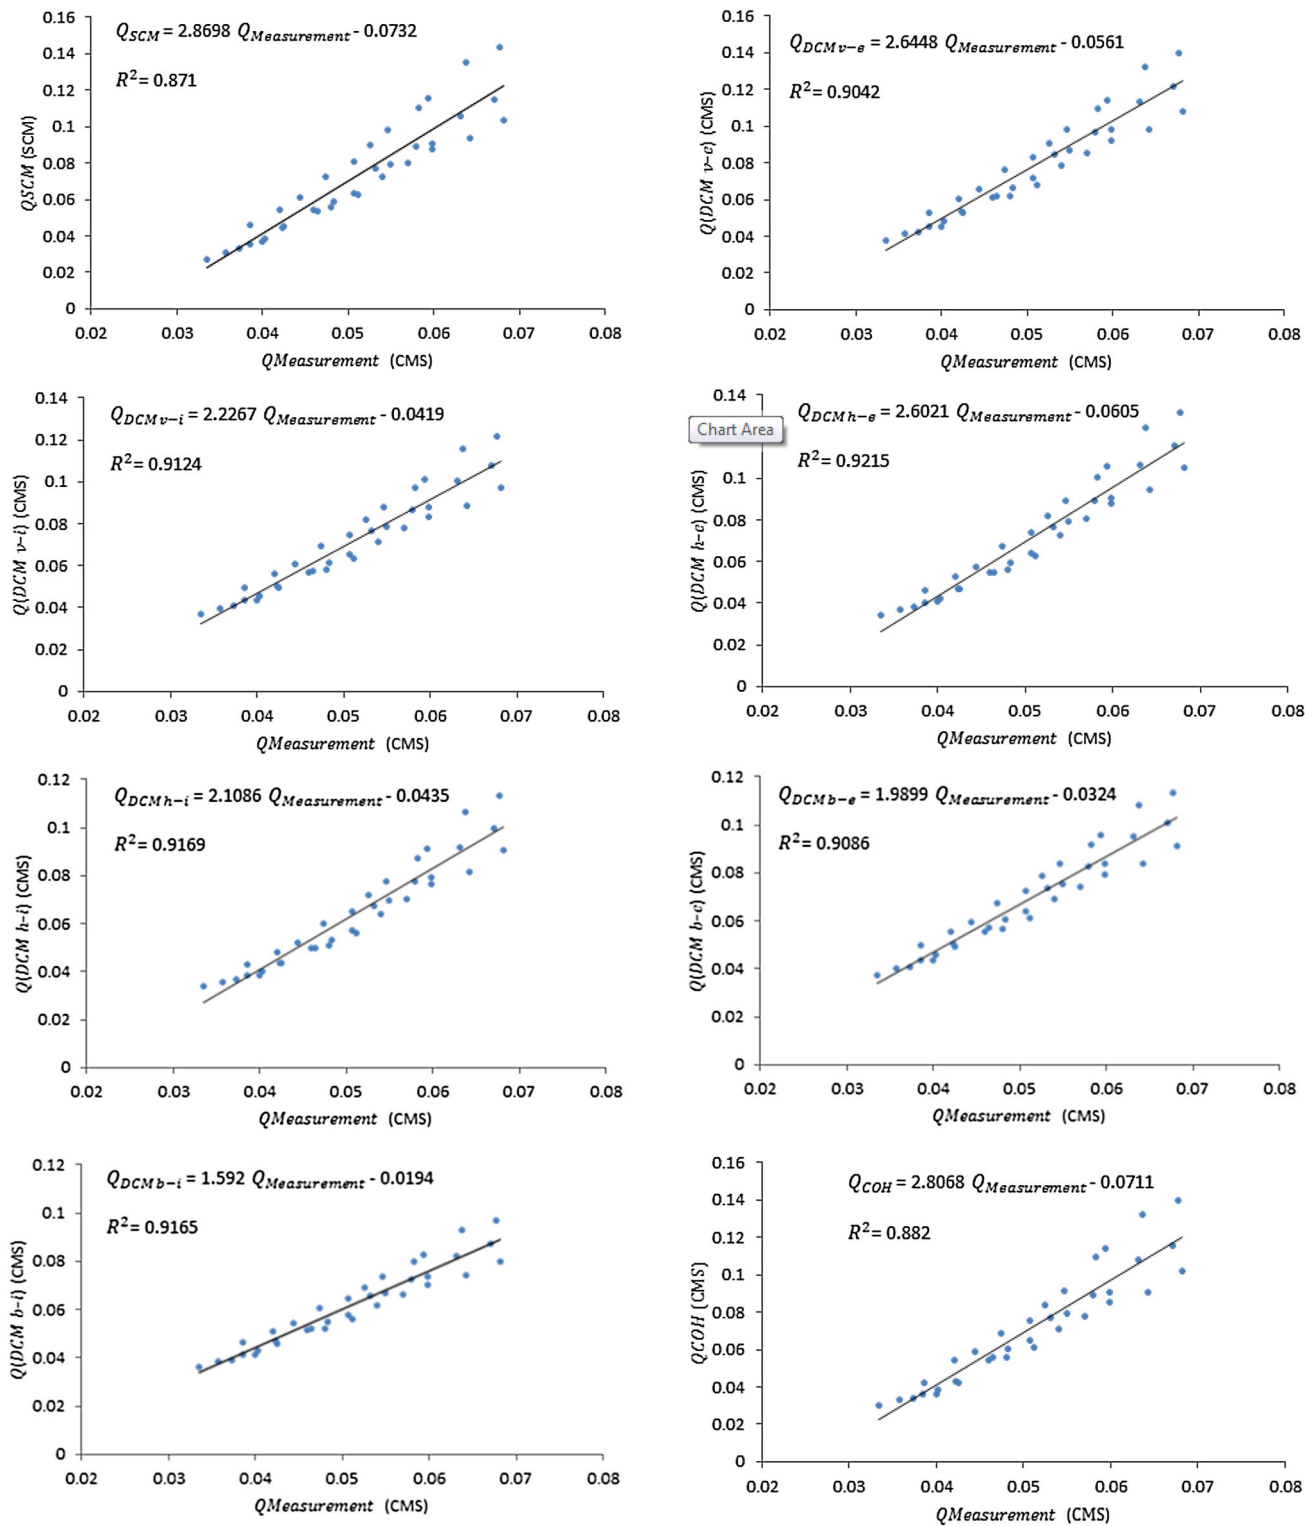 Q_SCM = 2.8698 Q_Measurement - 0.0732
R² = 0.871
QSCM (SCM)
0.16
0.14
0.12
0.1
0.08
0.06
0.04
0.02
0
0.02 0.03 0.04 0.05 0.06 0.07 0.08
QMeasurement (CMS)
Q_DCMv-e = 2.6448 Q_Measurement - 0.0561
R² = 0.9042
Q(DCM v-e) (CMS)
0.16
0.14
0.12
0.1
0.08
0.06
0.04
0.02
0
0.02 0.03 0.04 0.05 0.06 0.07 0.08
QMeasurement (CMS)
Q_DCMv-i = 2.2267 Q_Measurement - 0.0419
R² = 0.9124
Q(DCM v-i) (CMS)
0.14
0.12
0.1
0.08
0.06
0.04
0.02
0
0.02 0.03 0.04 0.05 0.06 0.07 0.08
QMeasurement (CMS)
Chart Area
Q_DCMh-e = 2.6021 Q_Measurement - 0.0605
R² = 0.9215
Q(DCM h-e) (CMS)
0.14
0.12
0.1
0.08
0.06
0.04
0.02
0
0.02 0.03 0.04 0.05 0.06 0.07 0.08
QMeasurement (CMS)
Q_DCMh-i = 2.1086 Q_Measurement - 0.0435
R² = 0.9169
Q(DCM h-i) (CMS)
0.12
0.1
0.08
0.06
0.04
0.02
0
0.02 0.03 0.04 0.05 0.06 0.07 0.08
QMeasurement (CMS)
Q_DCMb-e = 1.9899 Q_Measurement - 0.0324
R² = 0.9086
Q(DCM b-e) (CMS)
0.12
0.1
0.08
0.06
0.04
0.02
0
0.02 0.03 0.04 0.05 0.06 0.07 0.08
QMeasurement (CMS)
Q_DCMb-i = 1.592 Q_Measurement - 0.0194
R² = 0.9165
Q(DCM b-i) (CMS)
0.12
0.1
0.08
0.06
0.04
0.02
0
0.02 0.03 0.04 0.05 0.06 0.07 0.08
QMeasurement (CMS)
Q_COH = 2.8068 Q_Measurement - 0.0711
R² = 0.882
QCOH (CMS)
0.16
0.14
0.12
0.1
0.08
0.06
0.04
0.02
0
0.02 0.03 0.04 0.05 0.06 0.07 0.08
QMeasurement (CMS)